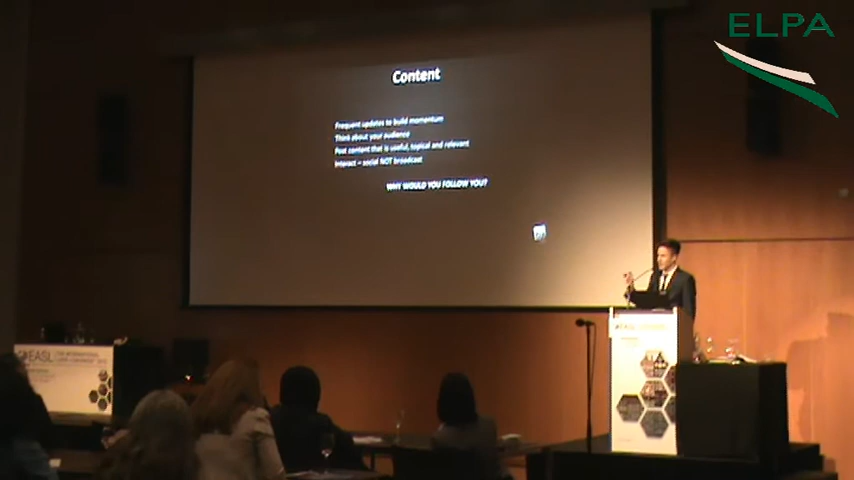 ELPA
Content
Frequent updates to build momentum
Think about your audience
Post content that is useful, topical and relevant
Interact – social NOT broadcast
WHY WOULD YOU FOLLOW YOU?
EASL